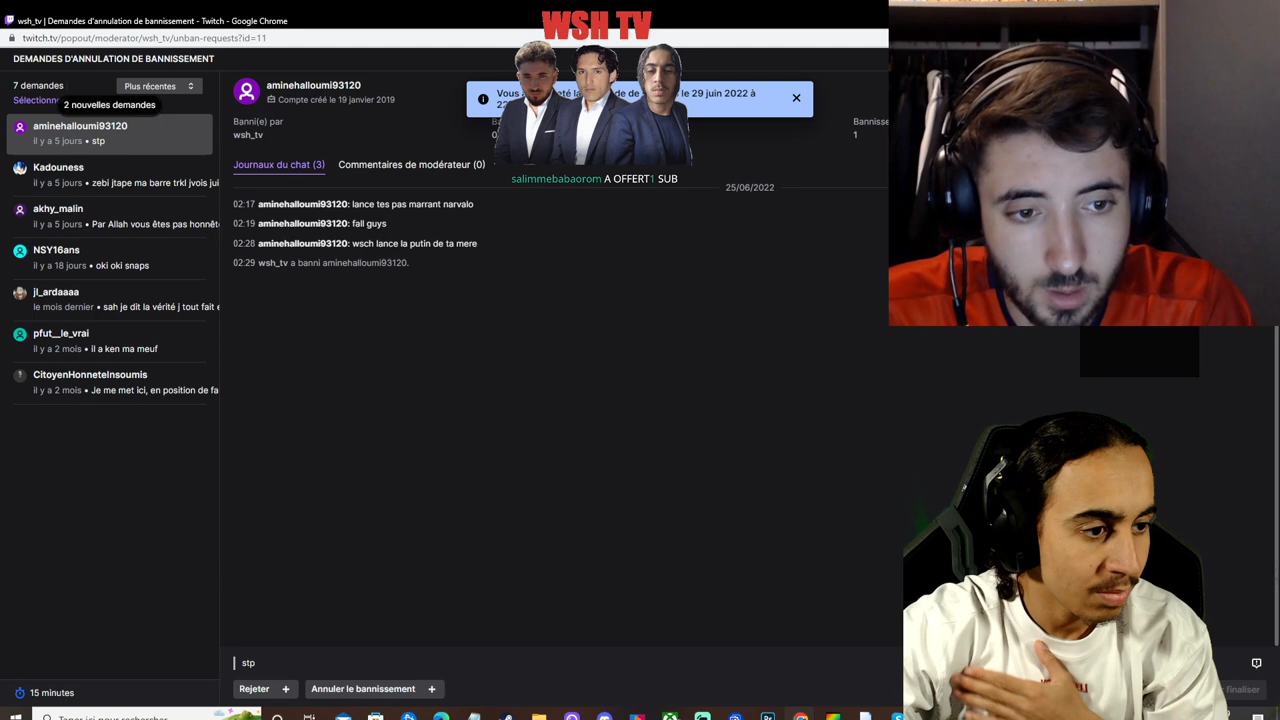 wsh_tv | Demandes d'annulation de bannissement - Twitch - Google Chrome
twitch.tv/popout/moderator/wsh_tv/unban-requests?id=11
WSH TV
DEMANDES D'ANNULATION DE BANNISSEMENT
7 demandes
Plus récentes
Sélectionn
2 nouvelles demandes
aminehalloumi93120
il y a 5 jours • stp
Kadouness
il y a 5 jours • zebi jtape ma barre trkl jvois jui
akhy_malin
il y a 5 jours • Par Allah vous êtes pas honnêt
NSY16ans
il y a 18 jours • oki oki snaps
jl_ardaaaa
le mois dernier • sah je dit la vérité j tout fait
pfut__le_vrai
il y a 2 mois • il a ken ma meuf
CitoyenHonneteInsoumis
il y a 2 mois • Je me met ici, en position de fa
15 minutes
aminehalloumi93120
Compte créé le 19 janvier 2019
Vous le 29 juin 2022 à
Banni(e) par
wsh_tv
Bannisse
1
Journaux du chat (3)
Commentaires de modérateur (0)
salimmebabaorom A OFFERT 1 SUB
25/06/2022
02:17 aminehalloumi93120: lance tes pas marrant narvalo
02:19 aminehalloumi93120: fall guys
02:28 aminehalloumi93120: wsch lance la putin de ta mere
02:29 wsh_tv a banni aminehalloumi93120.
stp
Rejeter +
Annuler le bannissement +
finaliser
Taper ici pour rechercher